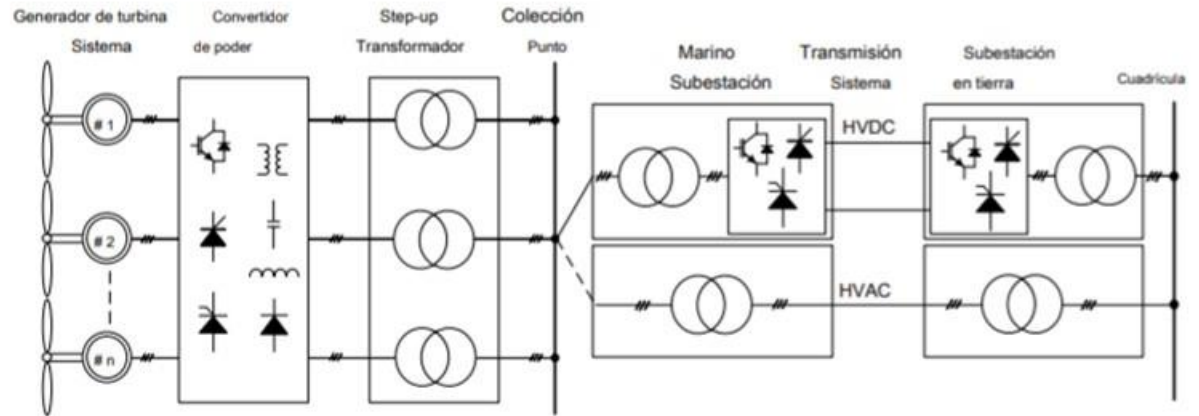 Generador de turbina
Sistema
Convertidor
de poder
Step-up
Transformador
Colección
Punto
Marino
Subestación
Transmisión
Sistema
Subestación
en tierra
Cuadrícula
# 1
# 2
# n
HVDC
HVAC